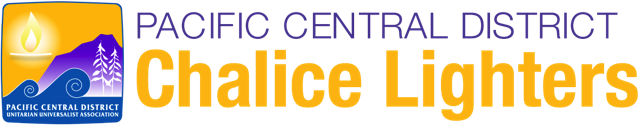 PACIFIC CENTRAL DISTRICT
UNITARIAN UNIVERSALIST ASSOCIATION
PACIFIC CENTRAL DISTRICT
Chalice Lighters